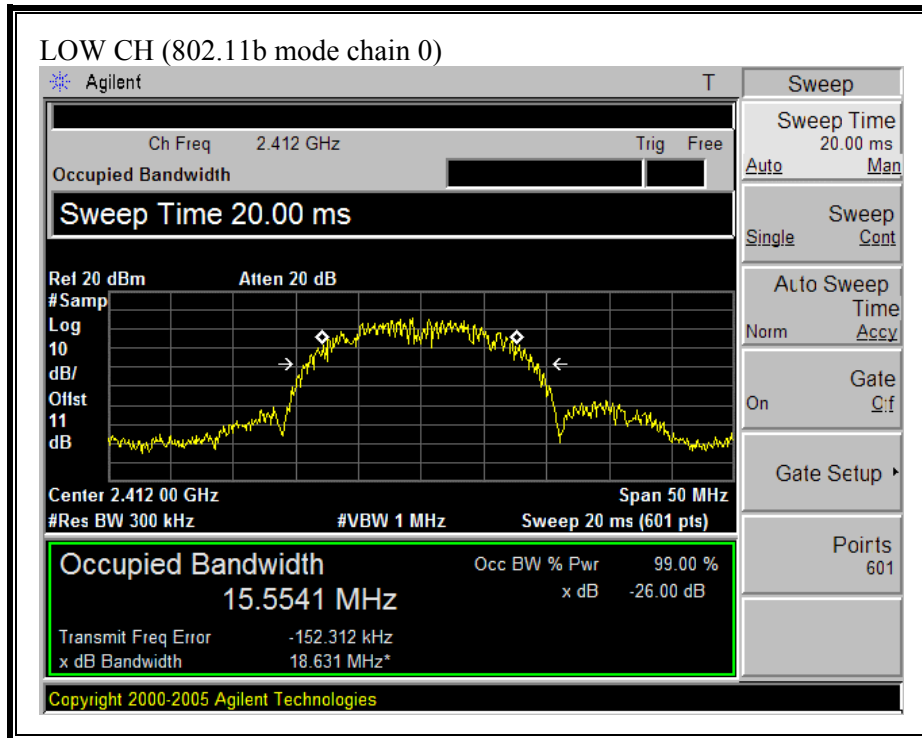 LOW CH (802.11b mode chain 0)
Agilent T
Ch Freq 2.412 GHz Trig Free
Occupied Bandwidth
Sweep Time 20.00 ms
Ref 20 dBm Atten 20 dB
#Samp
Log
10
dB/
Offst
11
dB
Center 2.412 00 GHz Span 50 MHz
#Res BW 300 kHz #VBW 1 MHz Sweep 20 ms (601 pts)
Occupied Bandwidth
15.5541 MHz
Occ BW % Pwr 99.00 %
x dB -26.00 dB
Transmit Freq Error -152.312 kHz
x dB Bandwidth 18.631 MHz*
Copyright 2000-2005 Agilent Technologies
Sweep
Sweep Time
20.00 ms
Auto Man
Sweep
Single Cont
Auto Sweep
Time
Norm Accy
Gate
On Off
Gate Setup
Points
601